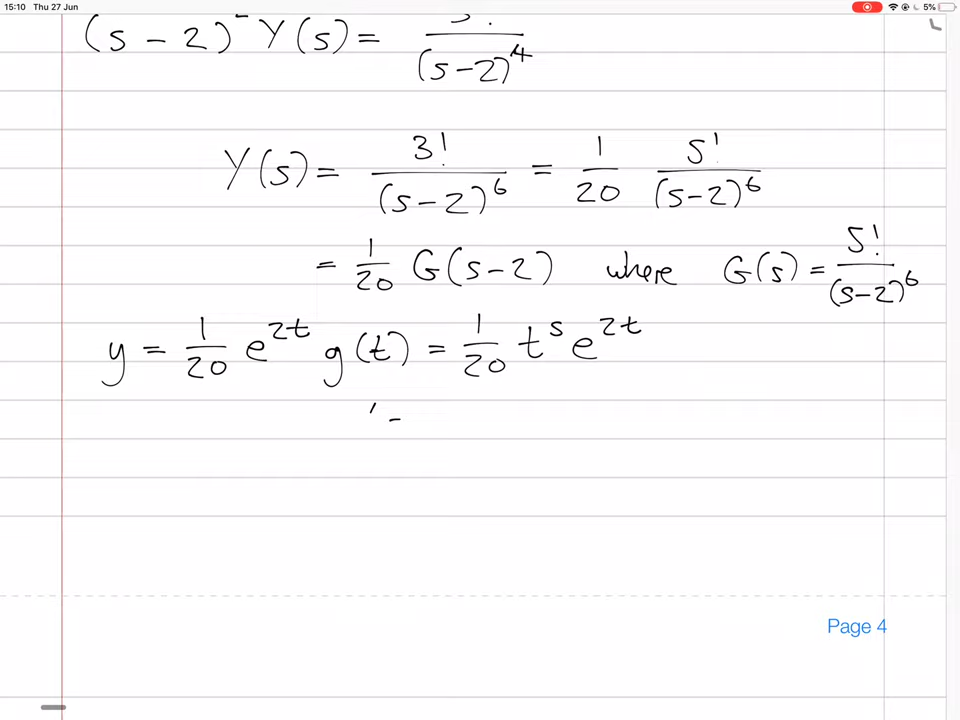 15:10 Thu 27 Jun 5%
(s - 2)² Y(s) = 3! / (s-2)^4
Y(s) = 3! / (s-2)^6 = 1/20 5! / (s-2)^6
= 1/20 G(s-2) where G(s) = 5! / (s-2)^6
y = 1/20 e^2t g(t) = 1/20 t^5 e^2t
Page 4